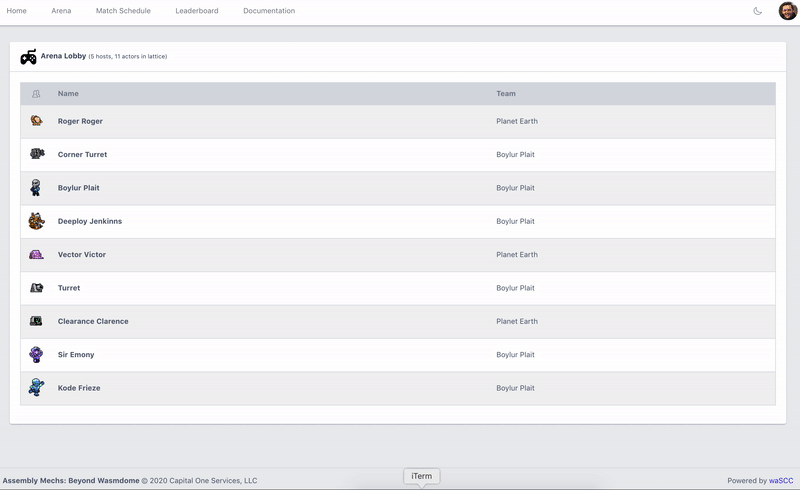 Home Arena Match Schedule Leaderboard Documentation
Arena Lobby (5 hosts, 11 actors in lattice)
Name Team
Roger Roger Planet Earth
Corner Turret Boylur Plait
Boylur Plait Boylur Plait
Deeploy Jenkinns Boylur Plait
Vector Victor Planet Earth
Turret Boylur Plait
Clearance Clarence Planet Earth
Sir Emony Boylur Plait
Kode Frieze Boylur Plait
iTerm
Assembly Mechs: Beyond Wasmdome © 2020 Capital One Services, LLC Powered by waSCC